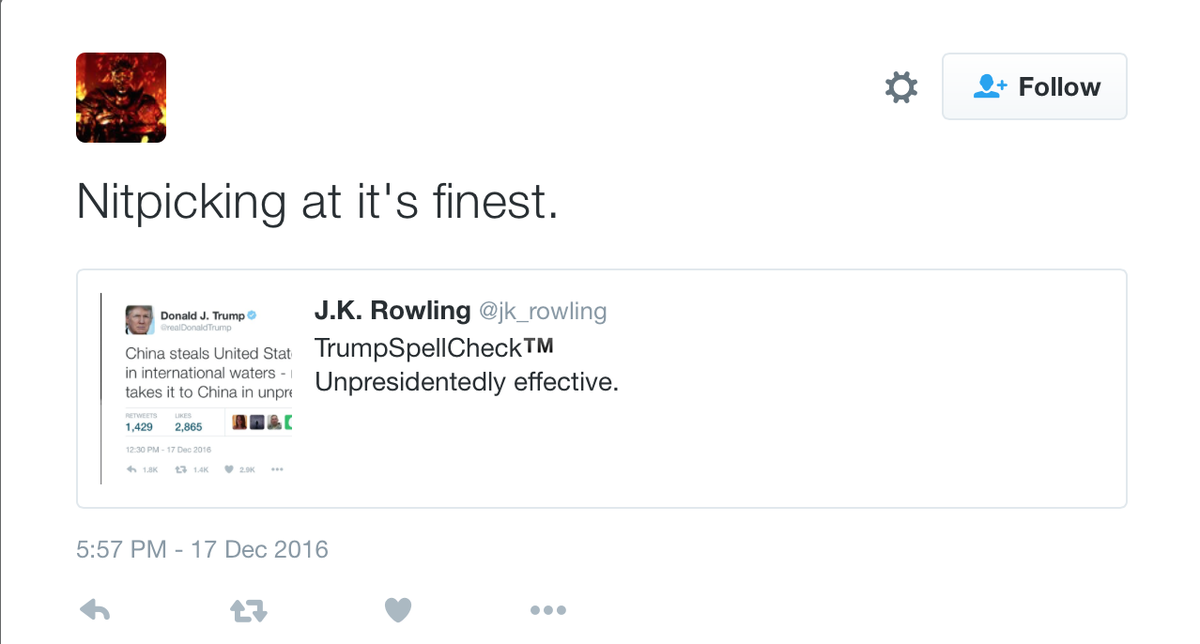 Follow
Nitpicking at it's finest.
Donald J. Trump
@realDonaldTrump
China steals United Stat
in international waters -
takes it to China in unpre
RETWEETS LIKES
1,429 2,865
12:30 PM - 17 Dec 2016
1.8K 1.4K 2.9K
J.K. Rowling @jk_rowling
TrumpSpellCheck™
Unpresidentedly effective.
5:57 PM - 17 Dec 2016